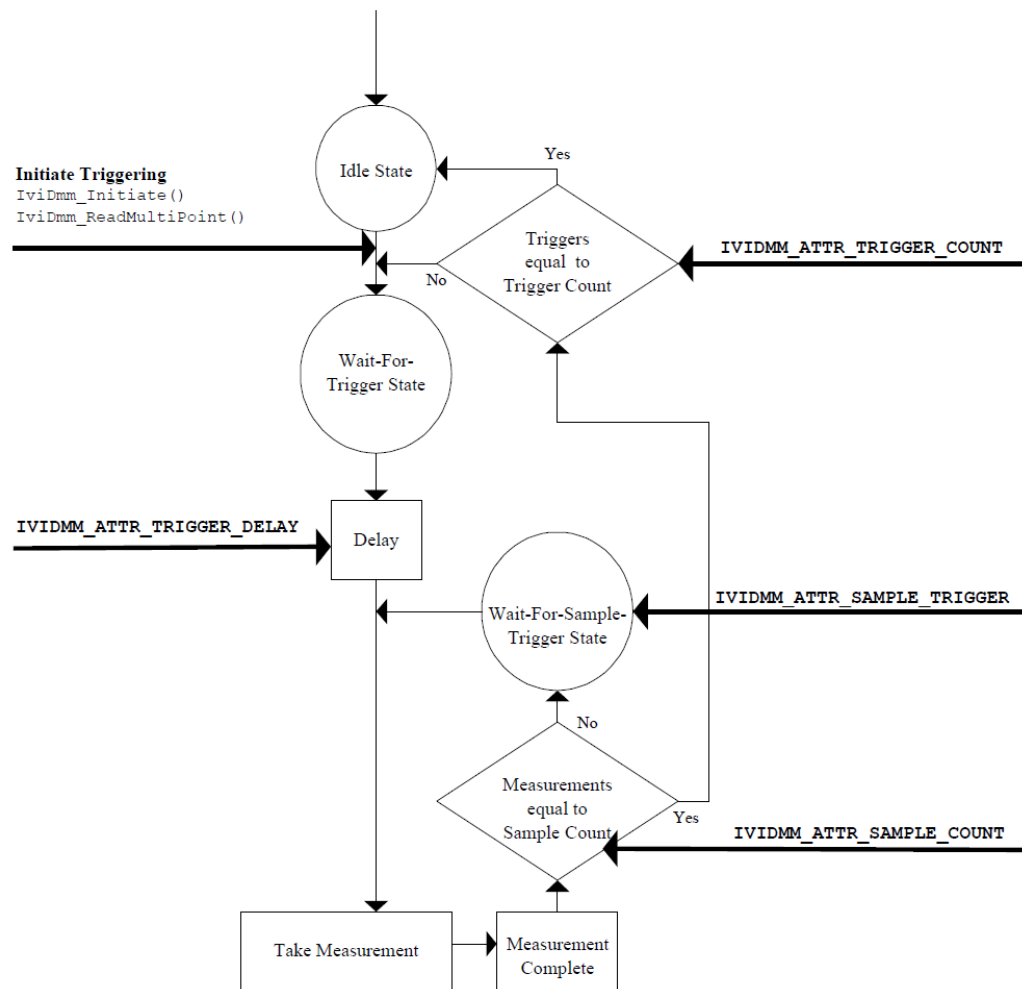 Idle State
Yes
Initiate Triggering
IviDmm_Initiate()
IviDmm_ReadMultiPoint()
Triggers
equal to
Trigger Count
IVIDMM_ATTR_TRIGGER_COUNT
No
Wait-For-
Trigger State
IVIDMM_ATTR_TRIGGER_DELAY
Delay
IVIDMM_ATTR_SAMPLE_TRIGGER
Wait-For-Sample-
Trigger State
No
Measurements
equal to
Sample Count
Yes
IVIDMM_ATTR_SAMPLE_COUNT
Take Measurement
Measurement
Complete